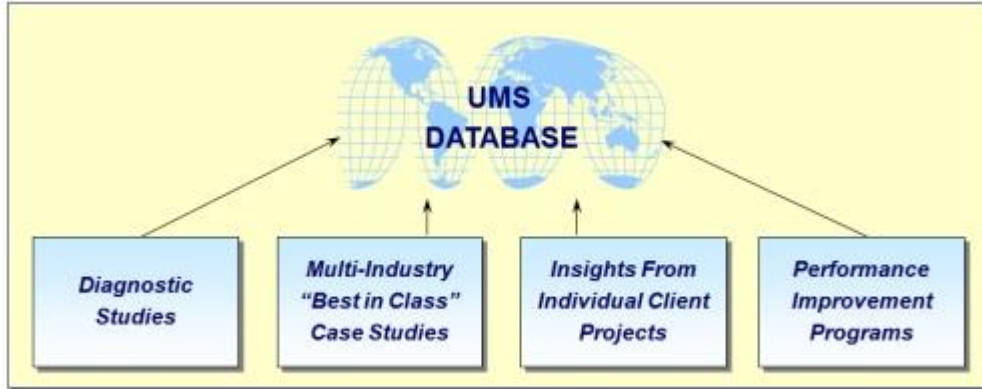 UMS
DATABASE
Diagnostic
Studies
Multi-Industry
“Best in Class”
Case Studies
Insights From
Individual Client
Projects
Performance
Improvement
Programs